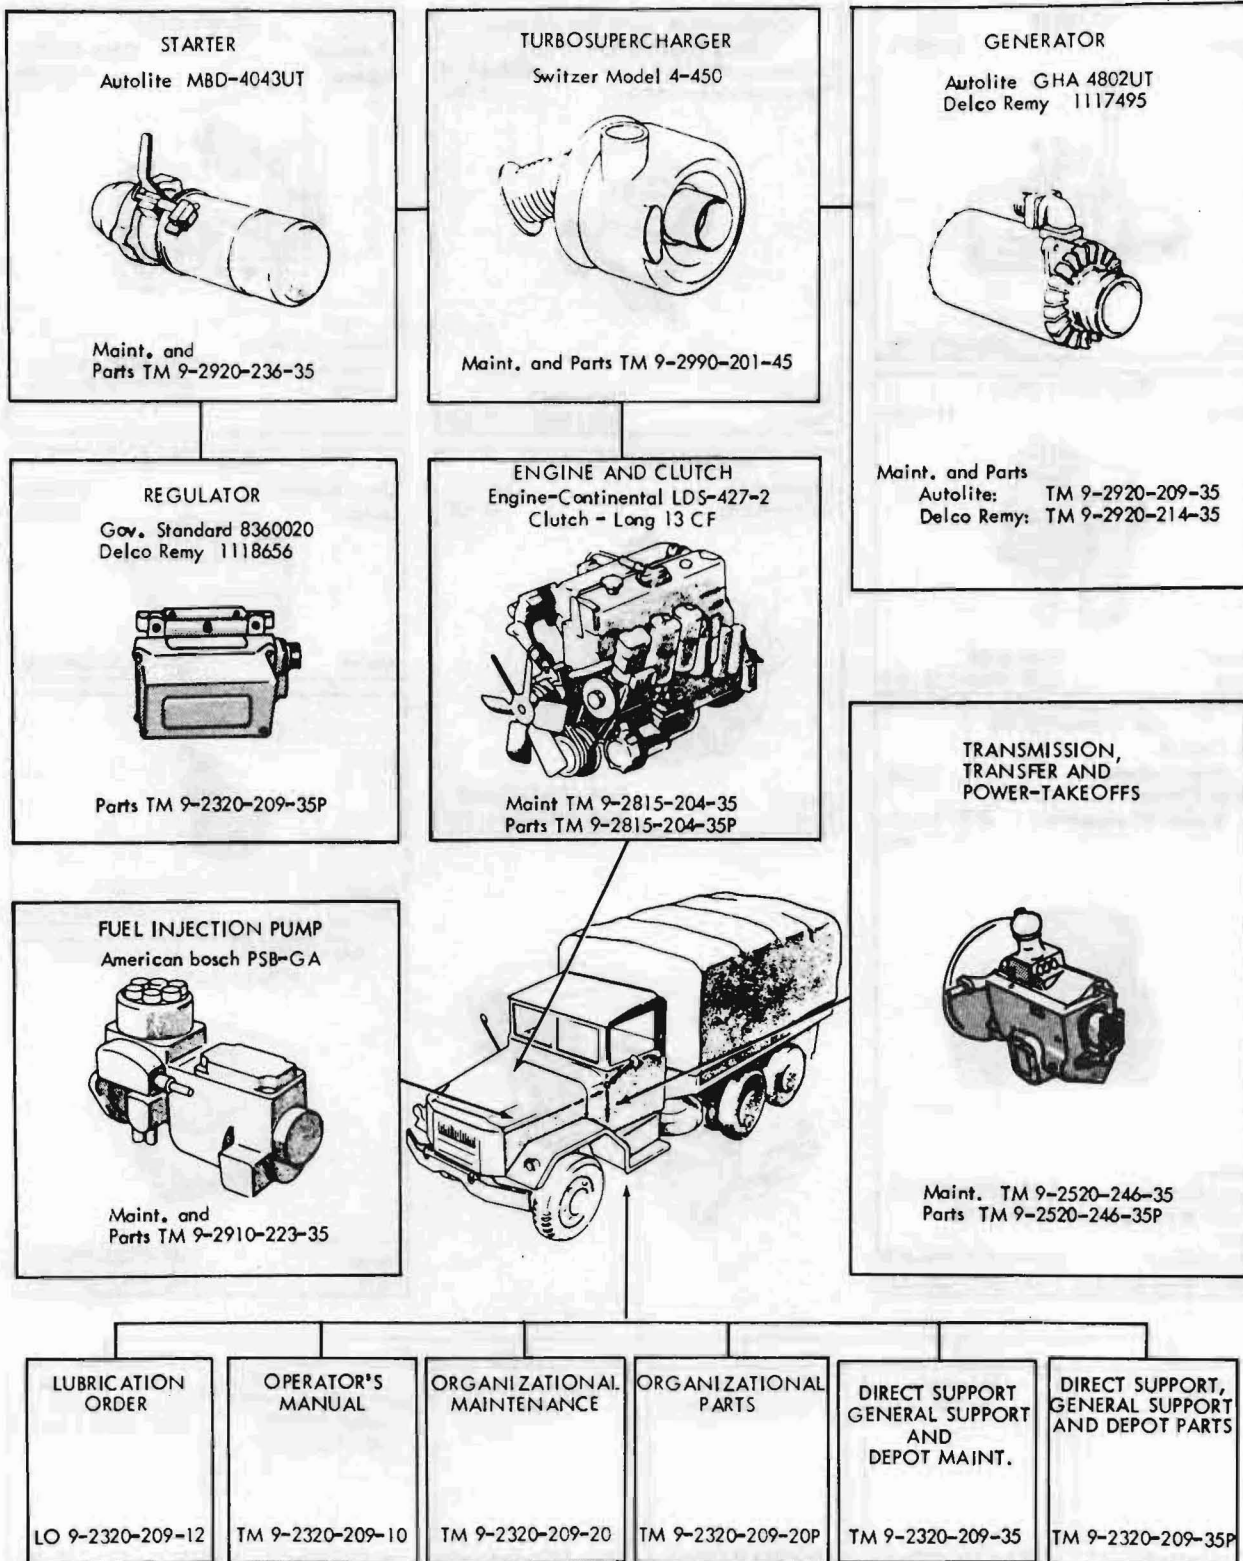 STARTER
Autolite MBD-4043UT
Maint. and
Parts TM 9-2920-236-35
TURBOSUPERCHARGER
Switzer Model 4-450
Maint. and Parts TM 9-2990-201-45
GENERATOR
Autolite GHA 4802UT
Delco Remy 1117495
Maint. and Parts
Autolite: TM 9-2920-209-35
Delco Remy: TM 9-2920-214-35
REGULATOR
Gov. Standard 8360020
Delco Remy 1118656
Parts TM 9-2320-209-35P
ENGINE AND CLUTCH
Engine-Continental LDS-427-2
Clutch - Long 13 CF
Maint TM 9-2815-204-35
Parts TM 9-2815-204-35P
TRANSMISSION,
TRANSFER AND
POWER-TAKEOFFS
Maint. TM 9-2520-246-35
Parts TM 9-2520-246-35P
FUEL INJECTION PUMP
American bosch PSB-GA
Maint. and
Parts TM 9-2910-223-35
LUBRICATION
ORDER
LO 9-2320-209-12
OPERATOR'S
MANUAL
TM 9-2320-209-10
ORGANIZATIONAL
MAINTENANCE
TM 9-2320-209-20
ORGANIZATIONAL
PARTS
TM 9-2320-209-20P
DIRECT SUPPORT
GENERAL SUPPORT
AND
DEPOT MAINT.
TM 9-2320-209-35
DIRECT SUPPORT,
GENERAL SUPPORT
AND DEPOT PARTS
TM 9-2320-209-35P